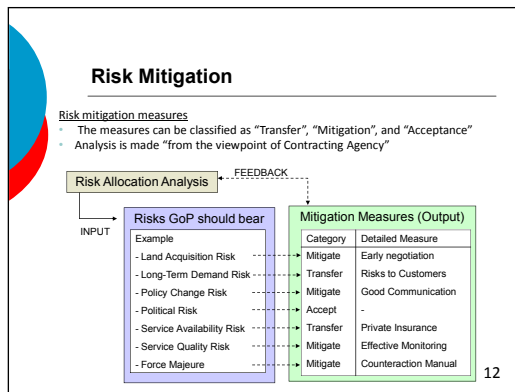 Risk Mitigation
Risk mitigation measures
• The measures can be classified as “Transfer”, “Mitigation”, and “Acceptance”
• Analysis is made “from the viewpoint of Contracting Agency”
FEEDBACK
Risk Allocation Analysis
INPUT
Risks GoP should bear
Example
- Land Acquisition Risk
- Long-Term Demand Risk
- Policy Change Risk
- Political Risk
- Service Availability Risk
- Service Quality Risk
- Force Majeure
Mitigation Measures (Output)
Category Detailed Measure
Mitigate Early negotiation
Transfer Risks to Customers
Mitigate Good Communication
Accept -
Transfer Private Insurance
Mitigate Effective Monitoring
Mitigate Counteraction Manual
12